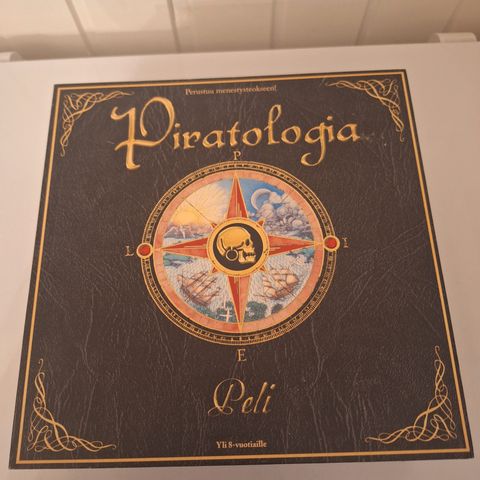 Perustuu menestysteokseen!
Piratologia
P
L I
E
Peli
Yli 8-vuotiaille